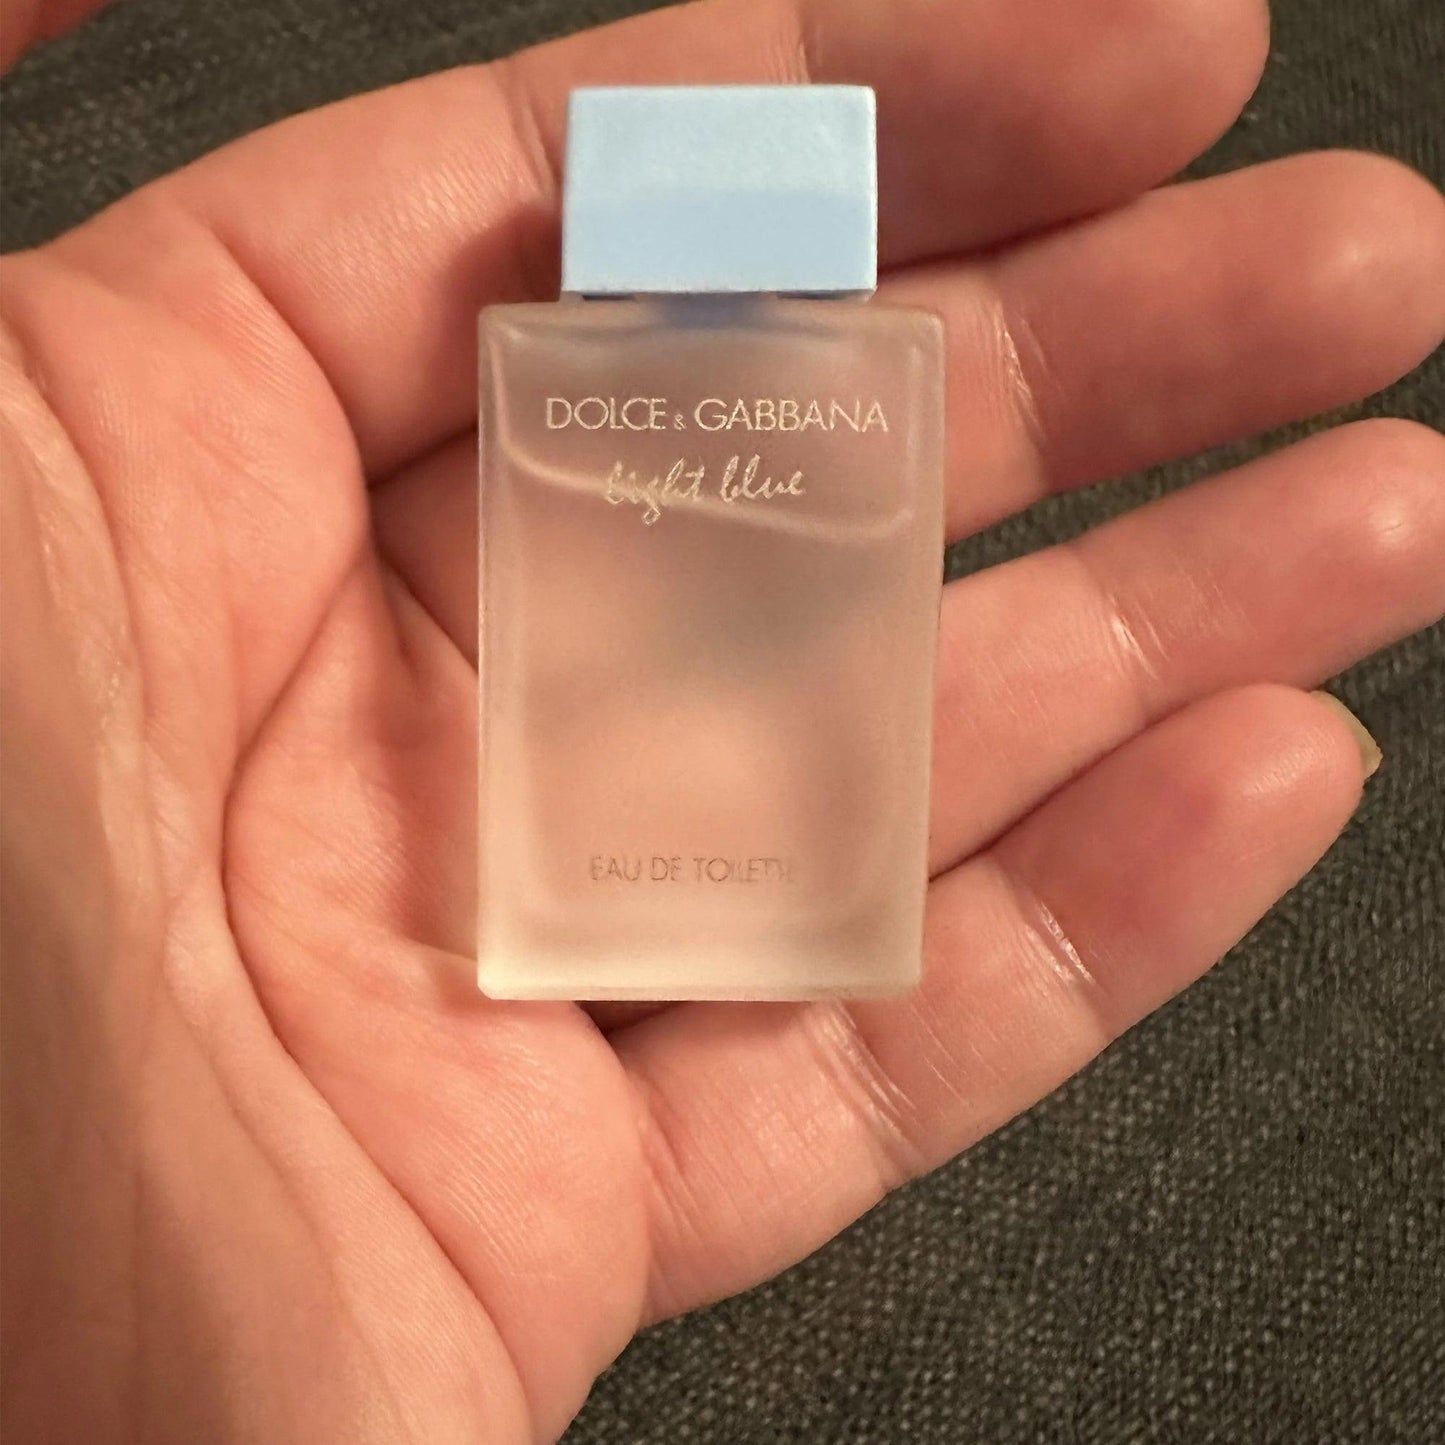 DOLCE & GABBANA
light blue
EAU DE TOILETTE